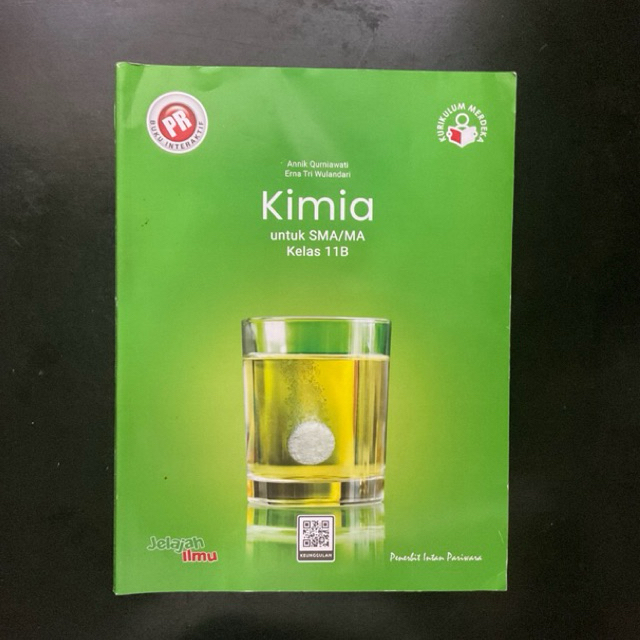 PR
BUKU INTERAKTIF
KURIKULUM MERDEKA
Annik Qurniawati
Erna Tri Wulandari
Kimia
untuk SMA/MA
Kelas 11B
Jelajah
Ilmu
KEUNGGULAN
Penerbit Intan Pariwara